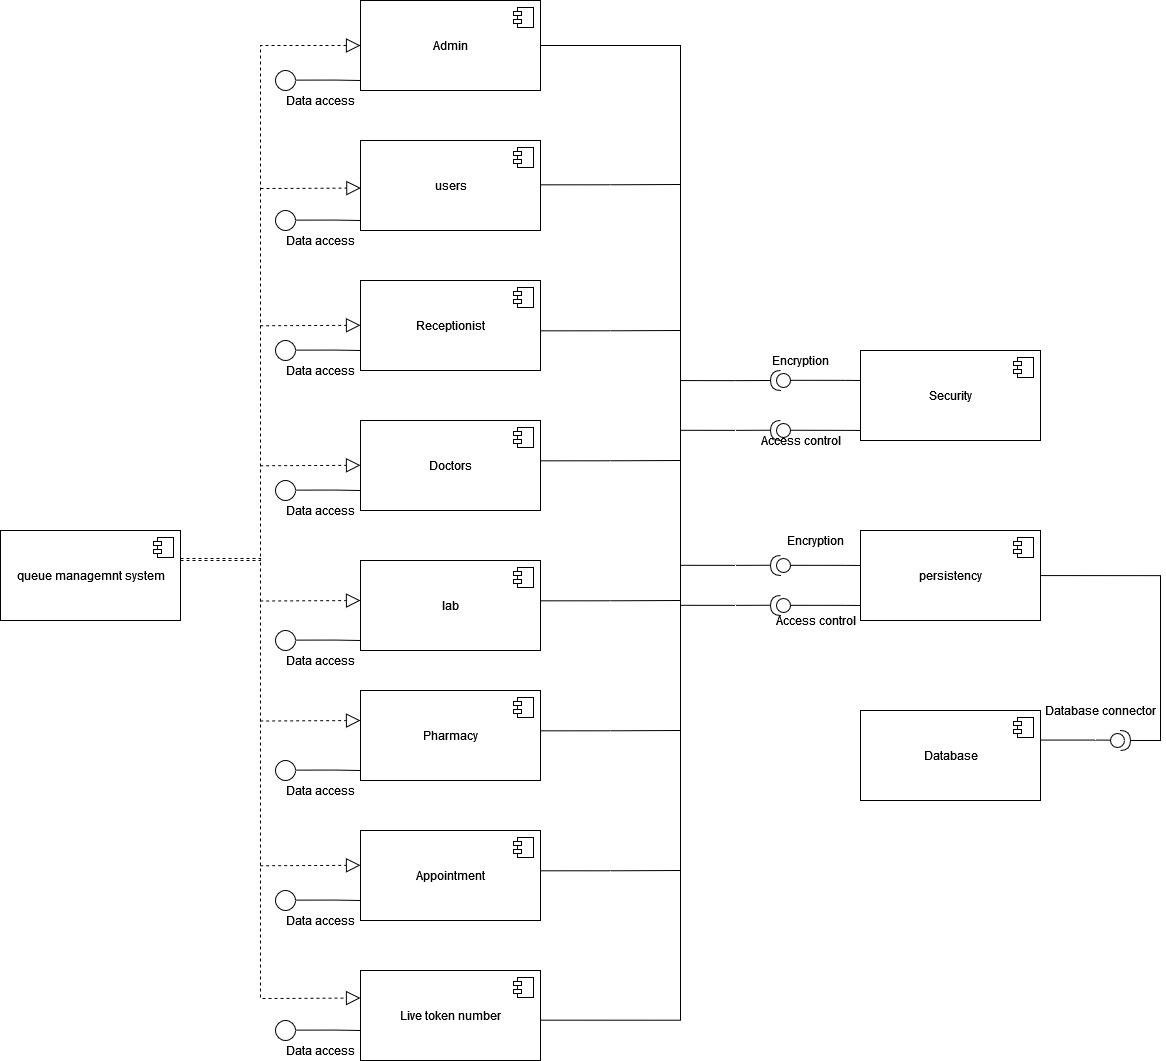 Admin
Data access
users
Data access
Receptionist
Data access
Encryption
Security
Access control
Doctors
Data access
queue managemnt system
Encryption
persistency
Access control
lab
Data access
Database connector
Pharmacy
Database
Data access
Appointment
Data access
Live token number
Data access